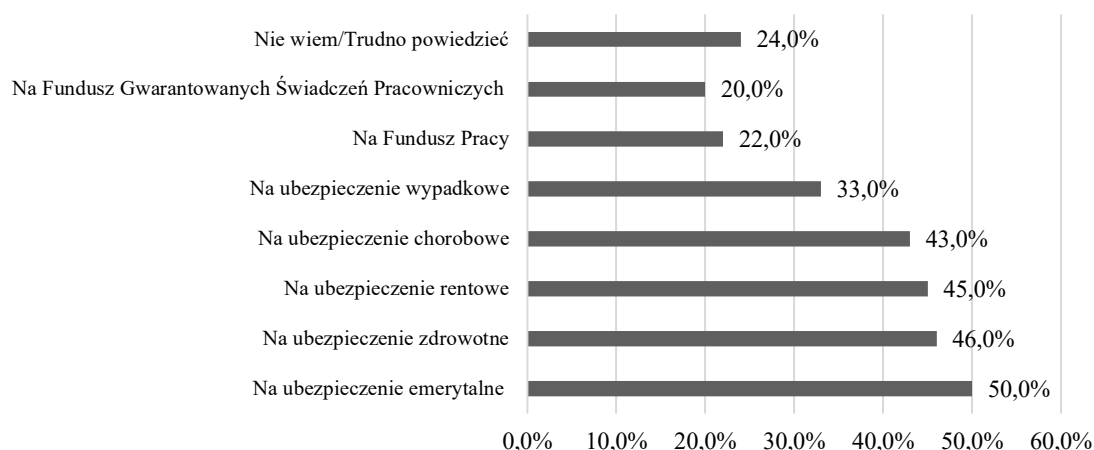 Nie wiem/Trudno powiedzieć 24,0%
Na Fundusz Gwarantowanych Świadczeń Pracowniczych 20,0%
Na Fundusz Pracy 22,0%
Na ubezpieczenie wypadkowe 33,0%
Na ubezpieczenie chorobowe 43,0%
Na ubezpieczenie rentowe 45,0%
Na ubezpieczenie zdrowotne 46,0%
Na ubezpieczenie emerytalne 50,0%
0,0% 10,0% 20,0% 30,0% 40,0% 50,0% 60,0%